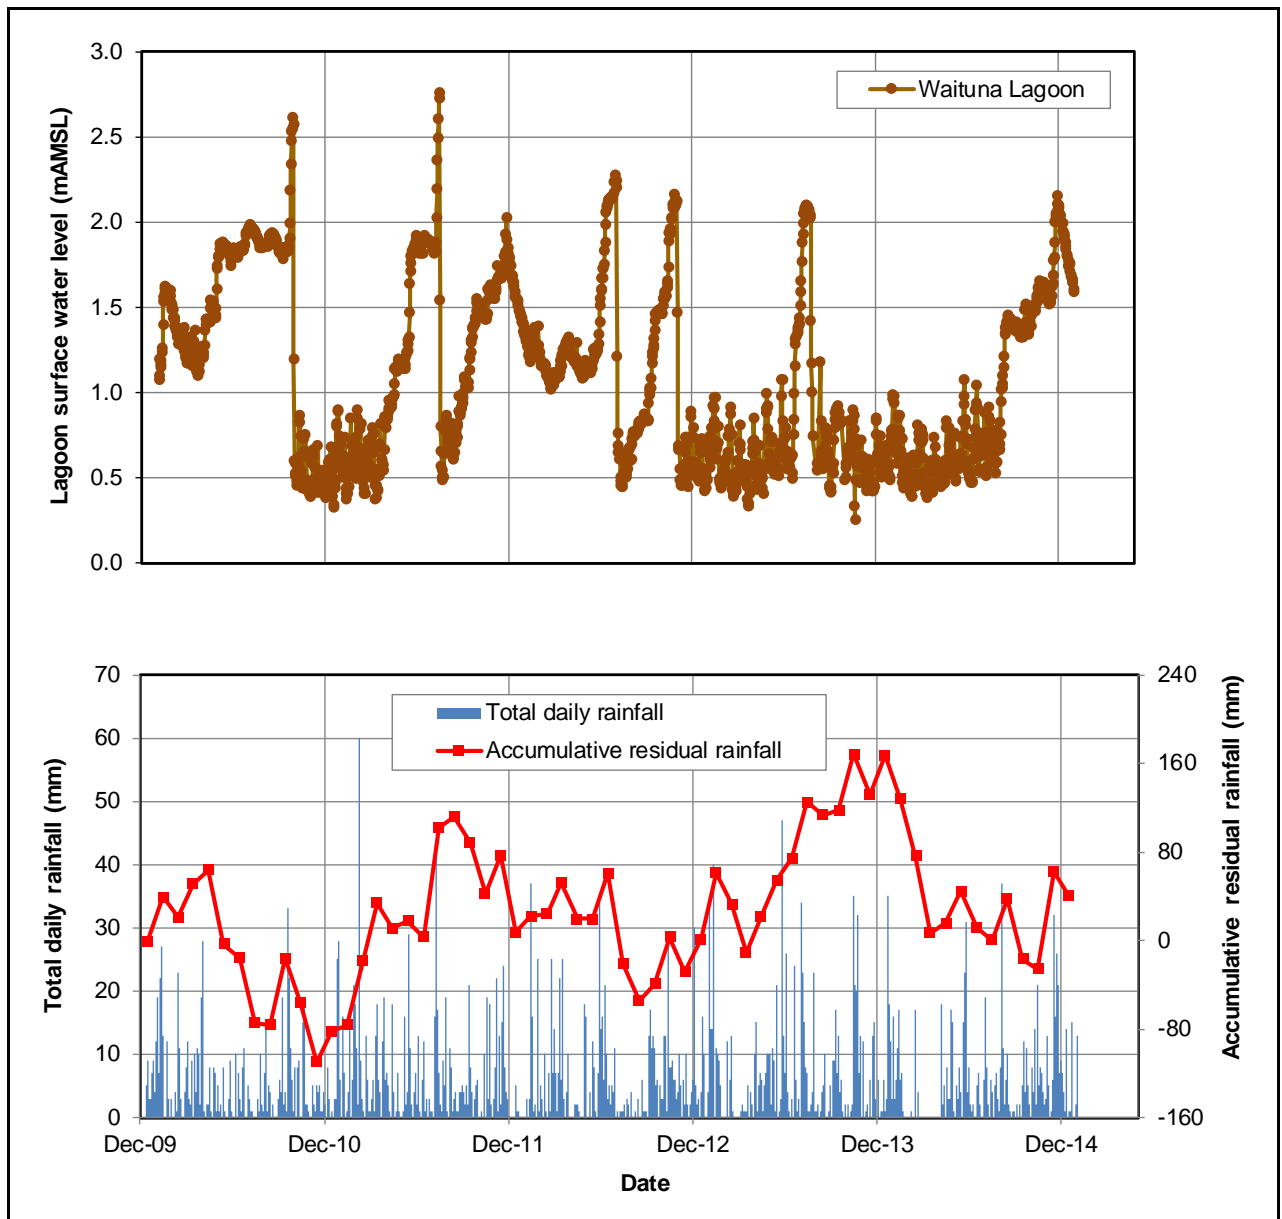 3.0
2.5
2.0
1.5
1.0
0.5
0.0
Lagoon surface water level (mAMSL)
Waituna Lagoon
70
60
50
40
30
20
10
0
Total daily rainfall (mm)
Total daily rainfall
Accumulative residual rainfall
240
160
80
0
-80
-160
Accumulative residual rainfall (mm)
Dec-09 Dec-10 Dec-11 Dec-12 Dec-13 Dec-14
Date